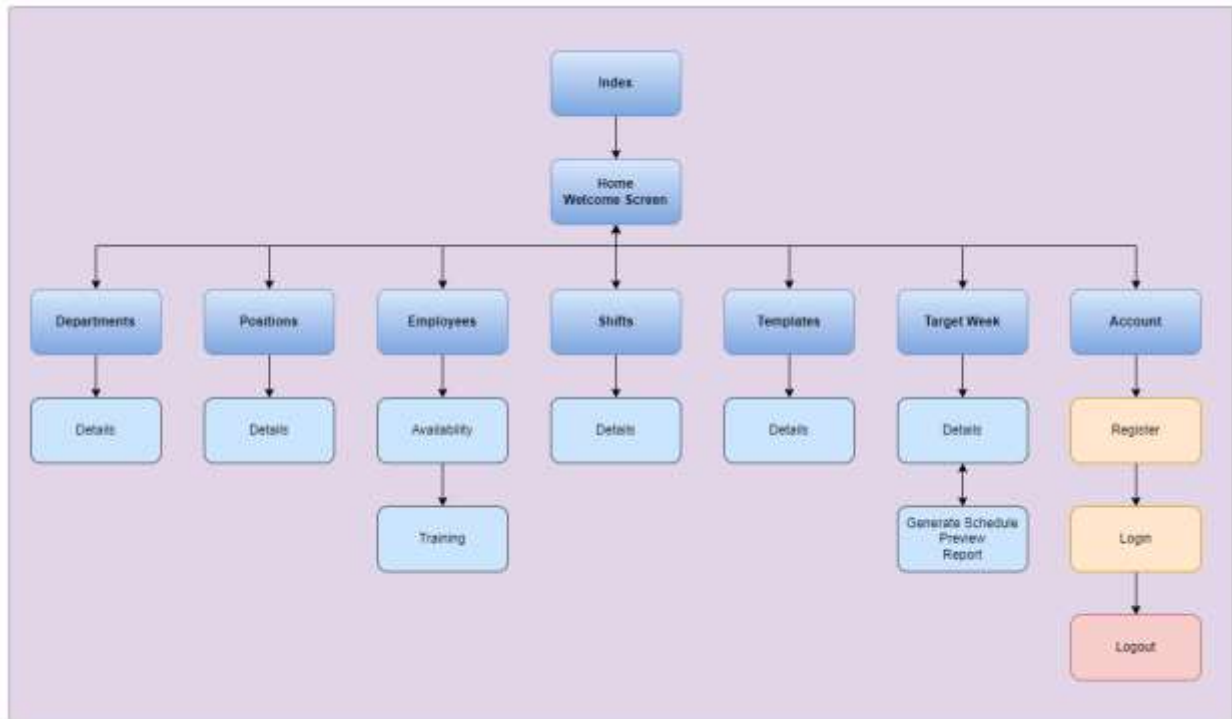 Index
Home
Welcome Screen
Departments
Positions
Employees
Shifts
Templates
Target Week
Account
Details
Details
Availability
Details
Details
Details
Register
Training
Generate Schedule
Preview
Report
Login
Logout